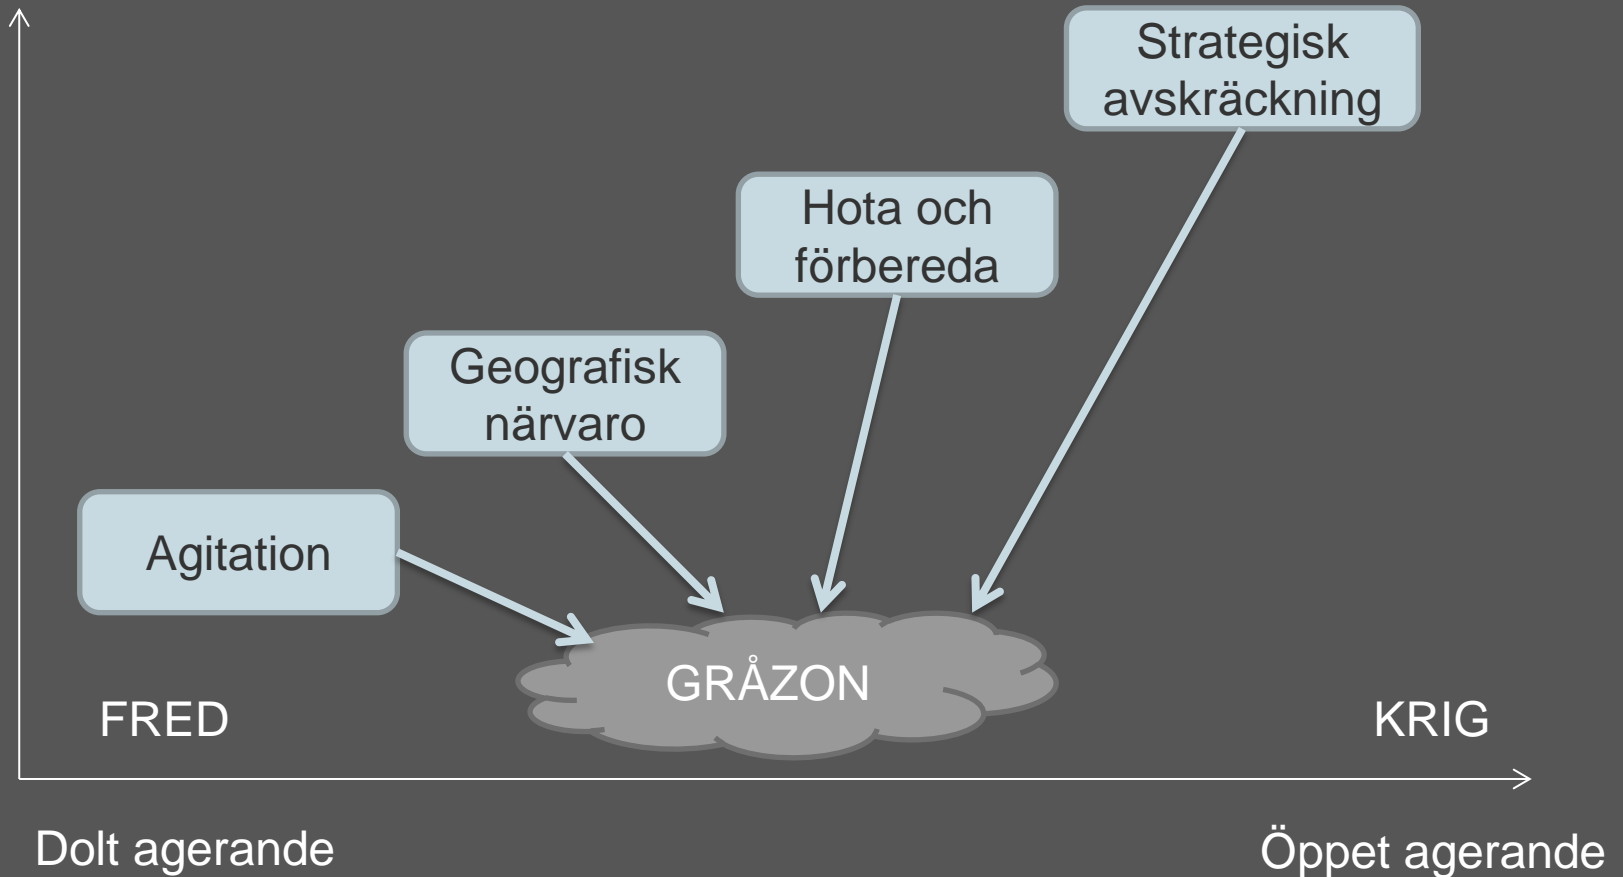 Strategisk
avskräckning
Hota och
förbereda
Geografisk
närvaro
Agitation
GRÅZON
FRED
KRIG
Dolt agerande
Öppet agerande